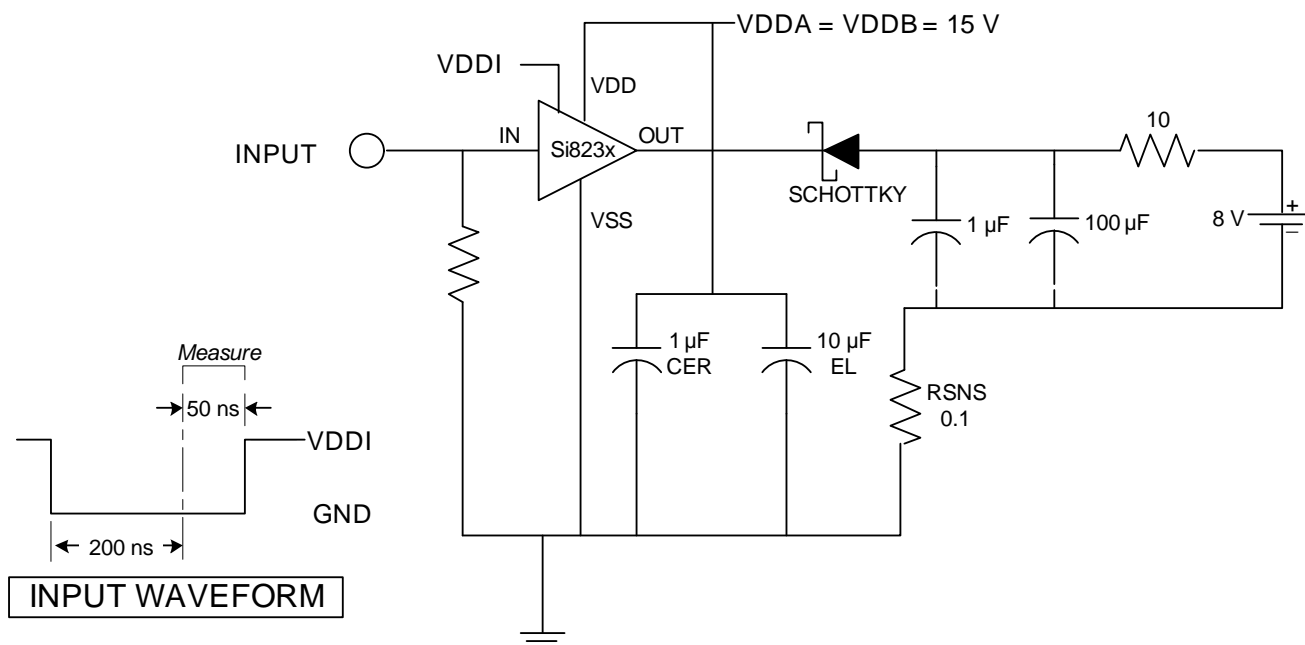 VDDA = VDDB = 15 V
VDDI
VDD
10
INPUT
IN
Si823x
OUT
SCHOTTKY
VSS
1 µF
100 µF
8 V
+
–
1 µF
CER
10 µF
EL
Measure
50 ns
RSNS
0.1
VDDI
GND
200 ns
INPUT WAVEFORM